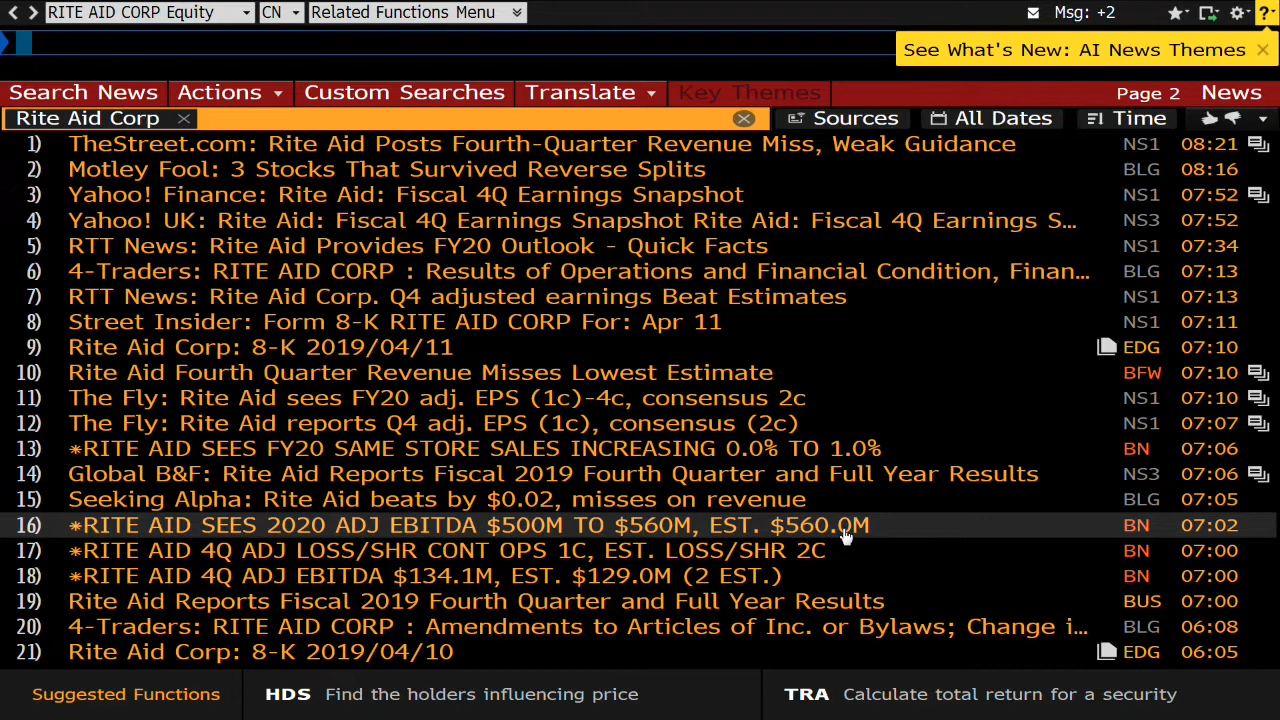 RITE AID CORP Equity CN Related Functions Menu Msg: +2 ?
See What's New: AI News Themes ×
Search News Actions Custom Searches Translate Key Themes Page 2 News
Rite Aid Corp × Sources All Dates Time
1) TheStreet.com: Rite Aid Posts Fourth-Quarter Revenue Miss, Weak Guidance NS1 08:21
2) Motley Fool: 3 Stocks That Survived Reverse Splits BLG 08:16
3) Yahoo! Finance: Rite Aid: Fiscal 4Q Earnings Snapshot NS1 07:52
4) Yahoo! UK: Rite Aid: Fiscal 4Q Earnings Snapshot Rite Aid: Fiscal 4Q Earnings S... NS3 07:52
5) RTT News: Rite Aid Provides FY20 Outlook - Quick Facts NS1 07:34
6) 4-Traders: RITE AID CORP : Results of Operations and Financial Condition, Finan... BLG 07:13
7) RTT News: Rite Aid Corp. Q4 adjusted earnings Beat Estimates NS1 07:13
8) Street Insider: Form 8-K RITE AID CORP For: Apr 11 NS1 07:11
9) Rite Aid Corp: 8-K 2019/04/11 EDG 07:10
10) Rite Aid Fourth Quarter Revenue Misses Lowest Estimate BFW 07:10
11) The Fly: Rite Aid sees FY20 adj. EPS (1c)-4c, consensus 2c NS1 07:10
12) The Fly: Rite Aid reports Q4 adj. EPS (1c), consensus (2c) NS1 07:07
13) *RITE AID SEES FY20 SAME STORE SALES INCREASING 0.0% TO 1.0% BN 07:06
14) Global B&F: Rite Aid Reports Fiscal 2019 Fourth Quarter and Full Year Results NS3 07:06
15) Seeking Alpha: Rite Aid beats by $0.02, misses on revenue BLG 07:05
16) *RITE AID SEES 2020 ADJ EBITDA $500M TO $560M, EST. $560.0M BN 07:02
17) *RITE AID 4Q ADJ LOSS/SHR CONT OPS 1C, EST. LOSS/SHR 2C BN 07:00
18) *RITE AID 4Q ADJ EBITDA $134.1M, EST. $129.0M (2 EST.) BN 07:00
19) Rite Aid Reports Fiscal 2019 Fourth Quarter and Full Year Results BUS 07:00
20) 4-Traders: RITE AID CORP : Amendments to Articles of Inc. or Bylaws; Change i... BLG 06:08
21) Rite Aid Corp: 8-K 2019/04/10 EDG 06:05
Suggested Functions HDS Find the holders influencing price TRA Calculate total return for a security